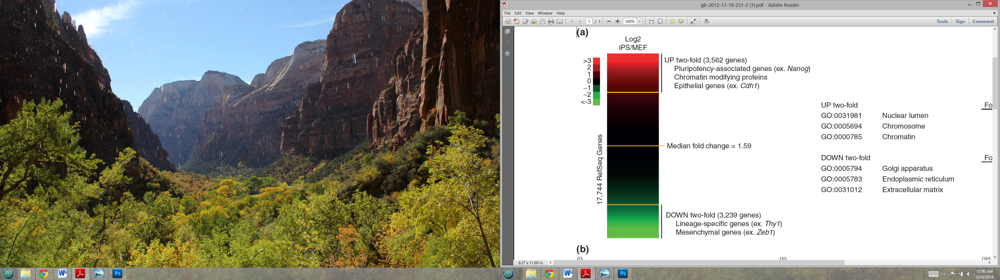 gb-2012-13-10-251-2 (1).pdf - Adobe Reader
File Edit View Window Help
1 / 1 300% Tools Sign Comment
(a)
Log2
iPS/MEF
>3
2
1
0
−1
−2
<-3
17,744 RefSeq Genes
UP two-fold (3,562 genes)
Pluripotency-associated genes (ex. Nanog)
Chromatin modifying proteins
Epithelial genes (ex. Cdh1)
Median fold change = 1.59
DOWN two-fold (3,239 genes)
Lineage-specific genes (ex. Thy1)
Mesenchymal genes (ex. Zeb1)
UP two-fold Fo
GO:0031981 Nuclear lumen
GO:0005694 Chromosome
GO:0000785 Chromatin
DOWN two-fold Fo
GO:0005794 Golgi apparatus
GO:0005783 Endoplasmic reticulum
GO:0031012 Extracellular matrix
(b)
(i) (ii) (iii)
8.27 x 11.69 in
W Ps W Ps
12:00 AM
2/24/2014